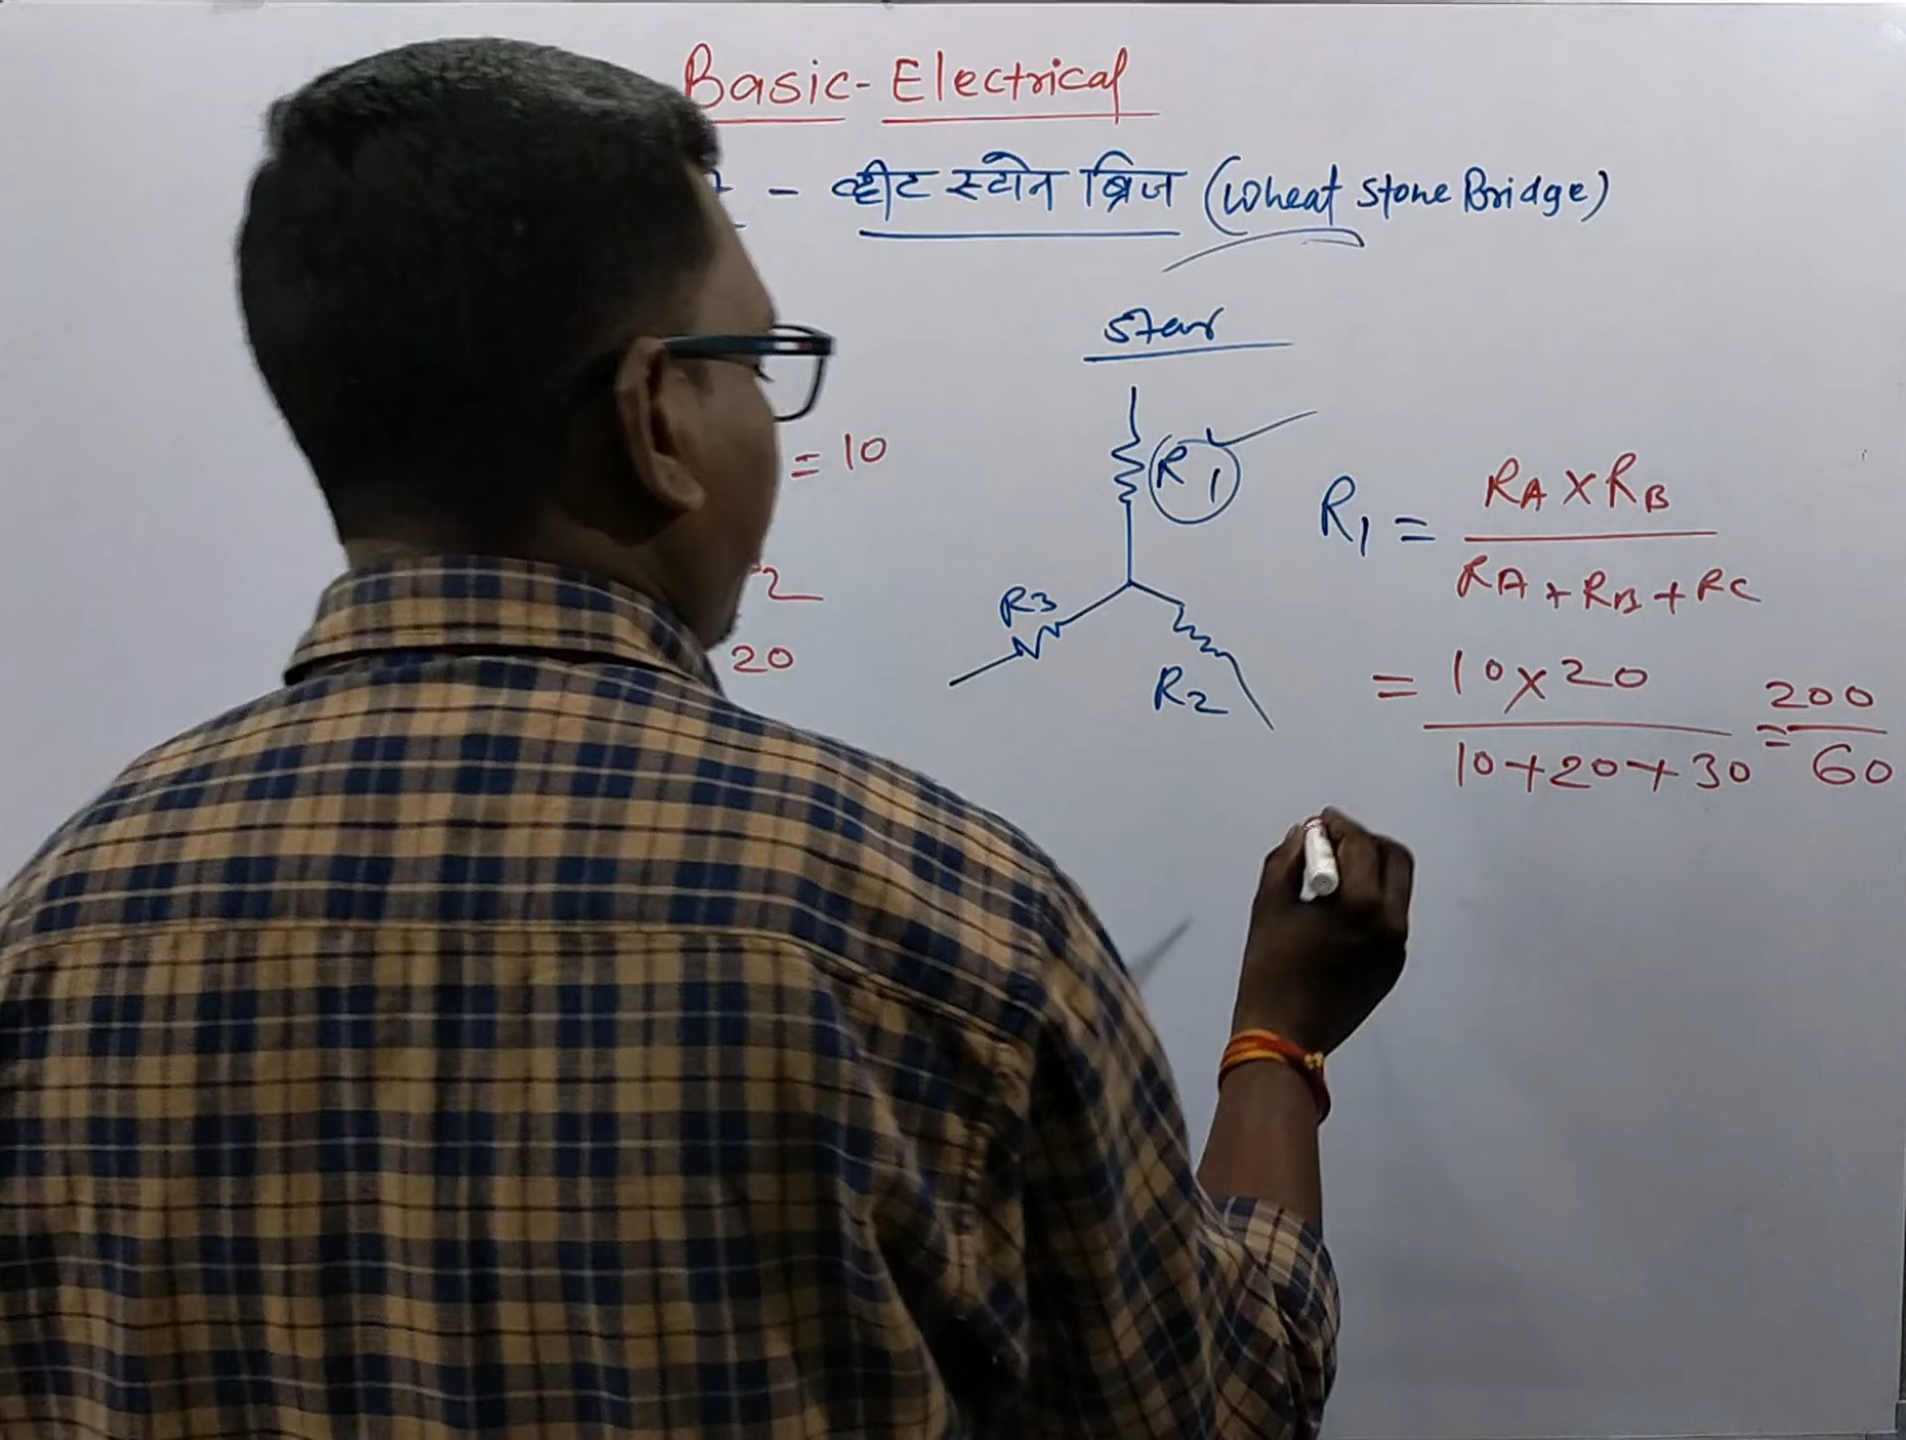 Basic-Electrical
- व्हीट स्टोन ब्रिज (Wheat Stone Bridge)
Star
= 10
R1
R1 = RA X RB
RA + RB + RC
R3
2
20
R2
= 10 x 20 = 200
10 + 20 + 30 60